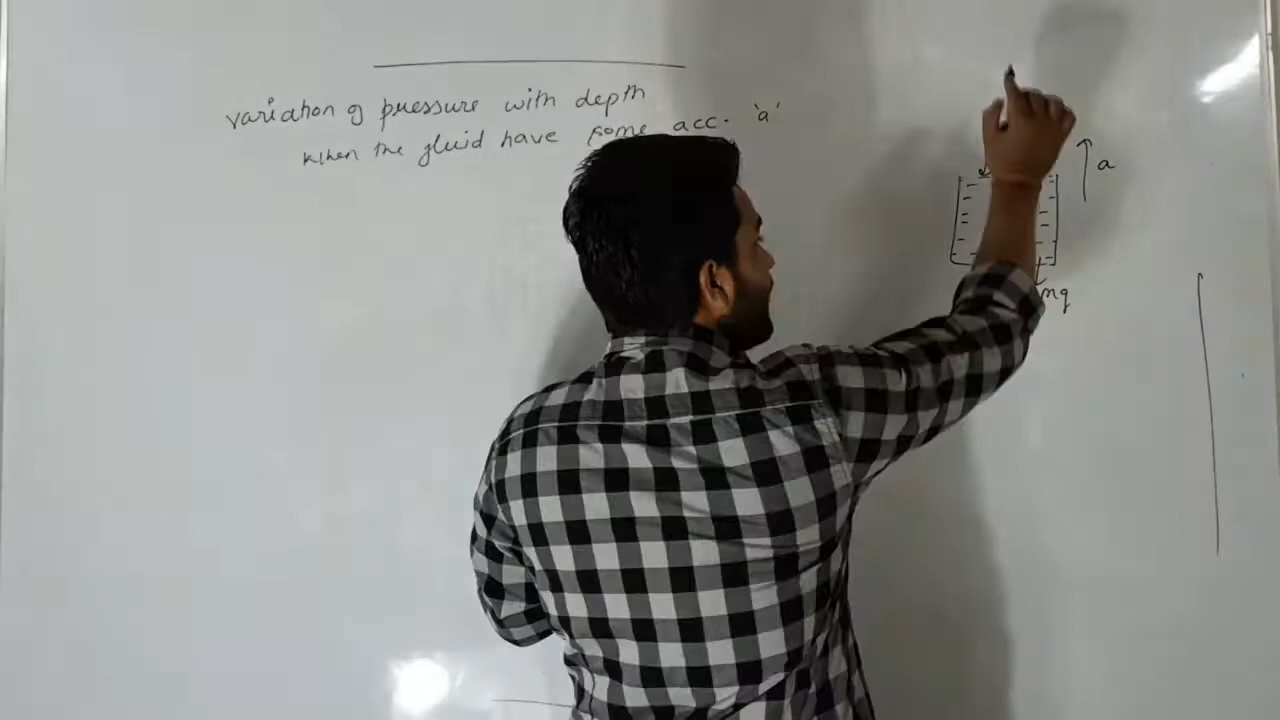 variation of pressure with depth
when the fluid have some acc. 'a'
a
mg